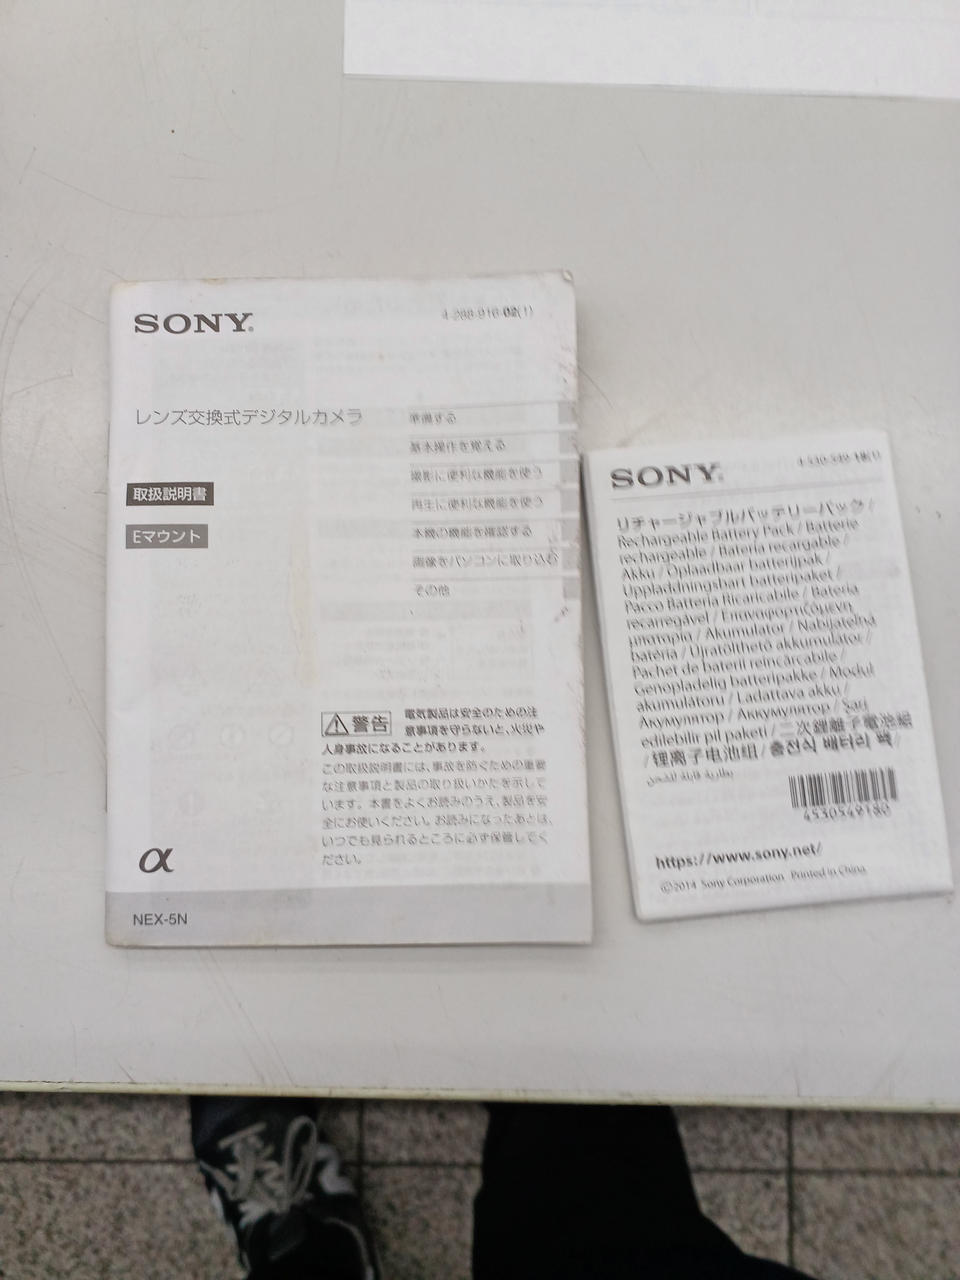 SONY®
4-288-916-02(1)
レンズ交換式デジタルカメラ
取扱説明書
Eマウント
準備する
基本操作を覚える
撮影に便利な機能を使う
再生に便利な機能を使う
本機の機能を確認する
画像をパソコンに取り込む
その他
警告
電気製品は安全のための注
意事項を守らないと、火災や
人身事故になることがあります。
この取扱説明書には、事故を防ぐための重要
な注意事項と製品の取り扱いかたを示して
います。本書をよくお読みのうえ、製品を安
全にお使いください。お読みになったあとは、
いつでも見られるところに必ず保管してく
ださい。
α
NEX-5N
SONY®
4-530-549-18(1)
リチャージャブルバッテリーパック /
Rechargeable Battery Pack / Batterie
rechargeable / Batería recargable /
Akku / Oplaadbaar batterijpak /
Uppladdningsbart batteripaket /
Pacco Batteria Ricaricabile / Bateria
recarregável / Επαναφορτιζόμενη
μπαταρία / Akumulator / Nabíjateľná
batéria / Újratölthető akkumulátor /
Pachet de baterii reîncărcabile /
Genopladelig batteripakke / Modul
akumulátoru / Ladattava akku /
Акумулятор / Аккумулятор / Şarj
edilebilir pil paketi / 二次鋰離子電池組
/ 锂离子电池组 / 충전식 배터리 팩 /
بطارية قابلة للشحن
4530549180
https://www.sony.net/
©2014 Sony Corporation Printed in China